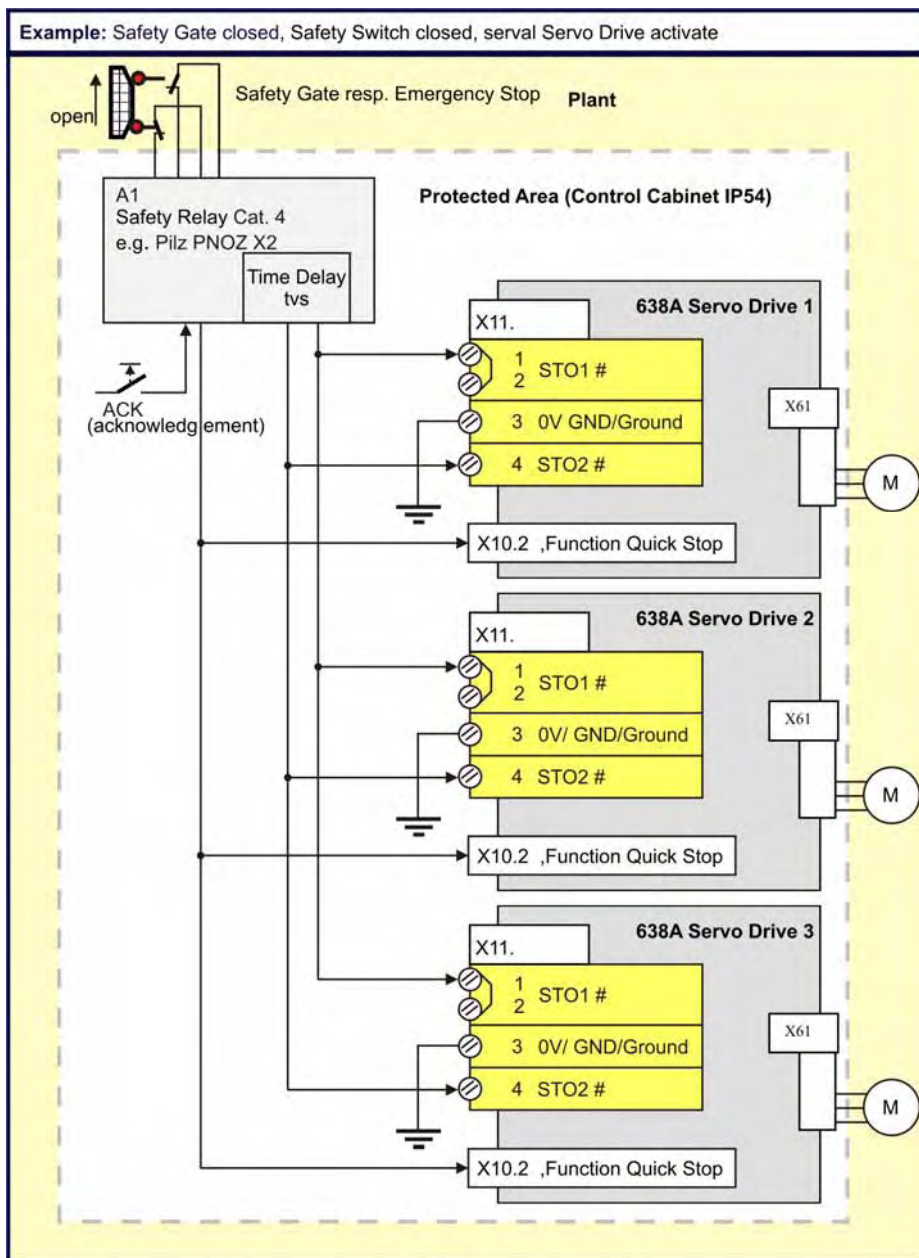 Example: Safety Gate closed, Safety Switch closed, serval Servo Drive activate
open
Safety Gate resp. Emergency Stop
Plant
A1
Safety Relay Cat. 4
e.g. Pilz PNOZ X2
Time Delay
tvs
Protected Area (Control Cabinet IP54)
ACK
(acknowledg ement)
638A Servo Drive 1
X11.
1
2
STO1 #
3 0V GND/Ground
4 STO2 #
X61
M
X10.2 ,Function Quick Stop
638A Servo Drive 2
X11.
1
2
STO1 #
3 0V/ GND/Ground
4 STO2 #
X61
M
X10.2 ,Function Quick Stop
638A Servo Drive 3
X11.
1
2
STO1 #
3 0V/ GND/Ground
4 STO2 #
X61
M
X10.2 ,Function Quick Stop